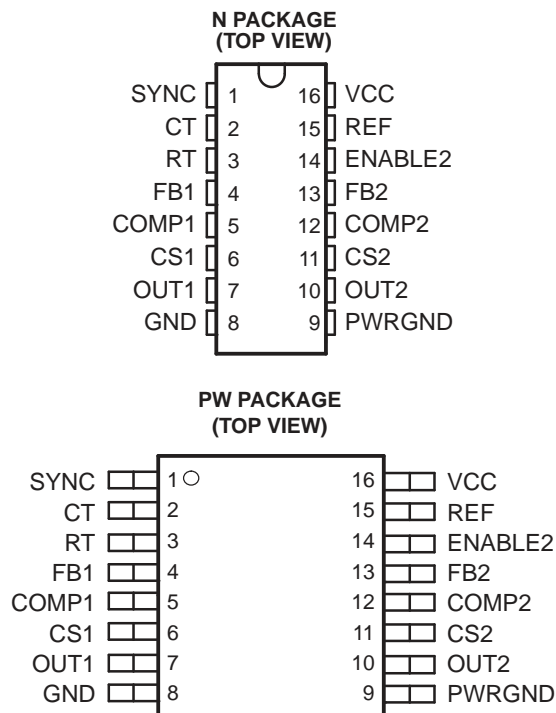 N PACKAGE
(TOP VIEW)
SYNC 1 16 VCC
CT 2 15 REF
RT 3 14 ENABLE2
FB1 4 13 FB2
COMP1 5 12 COMP2
CS1 6 11 CS2
OUT1 7 10 OUT2
GND 8 9 PWRGND
PW PACKAGE
(TOP VIEW)
SYNC 1 16 VCC
CT 2 15 REF
RT 3 14 ENABLE2
FB1 4 13 FB2
COMP1 5 12 COMP2
CS1 6 11 CS2
OUT1 7 10 OUT2
GND 8 9 PWRGND